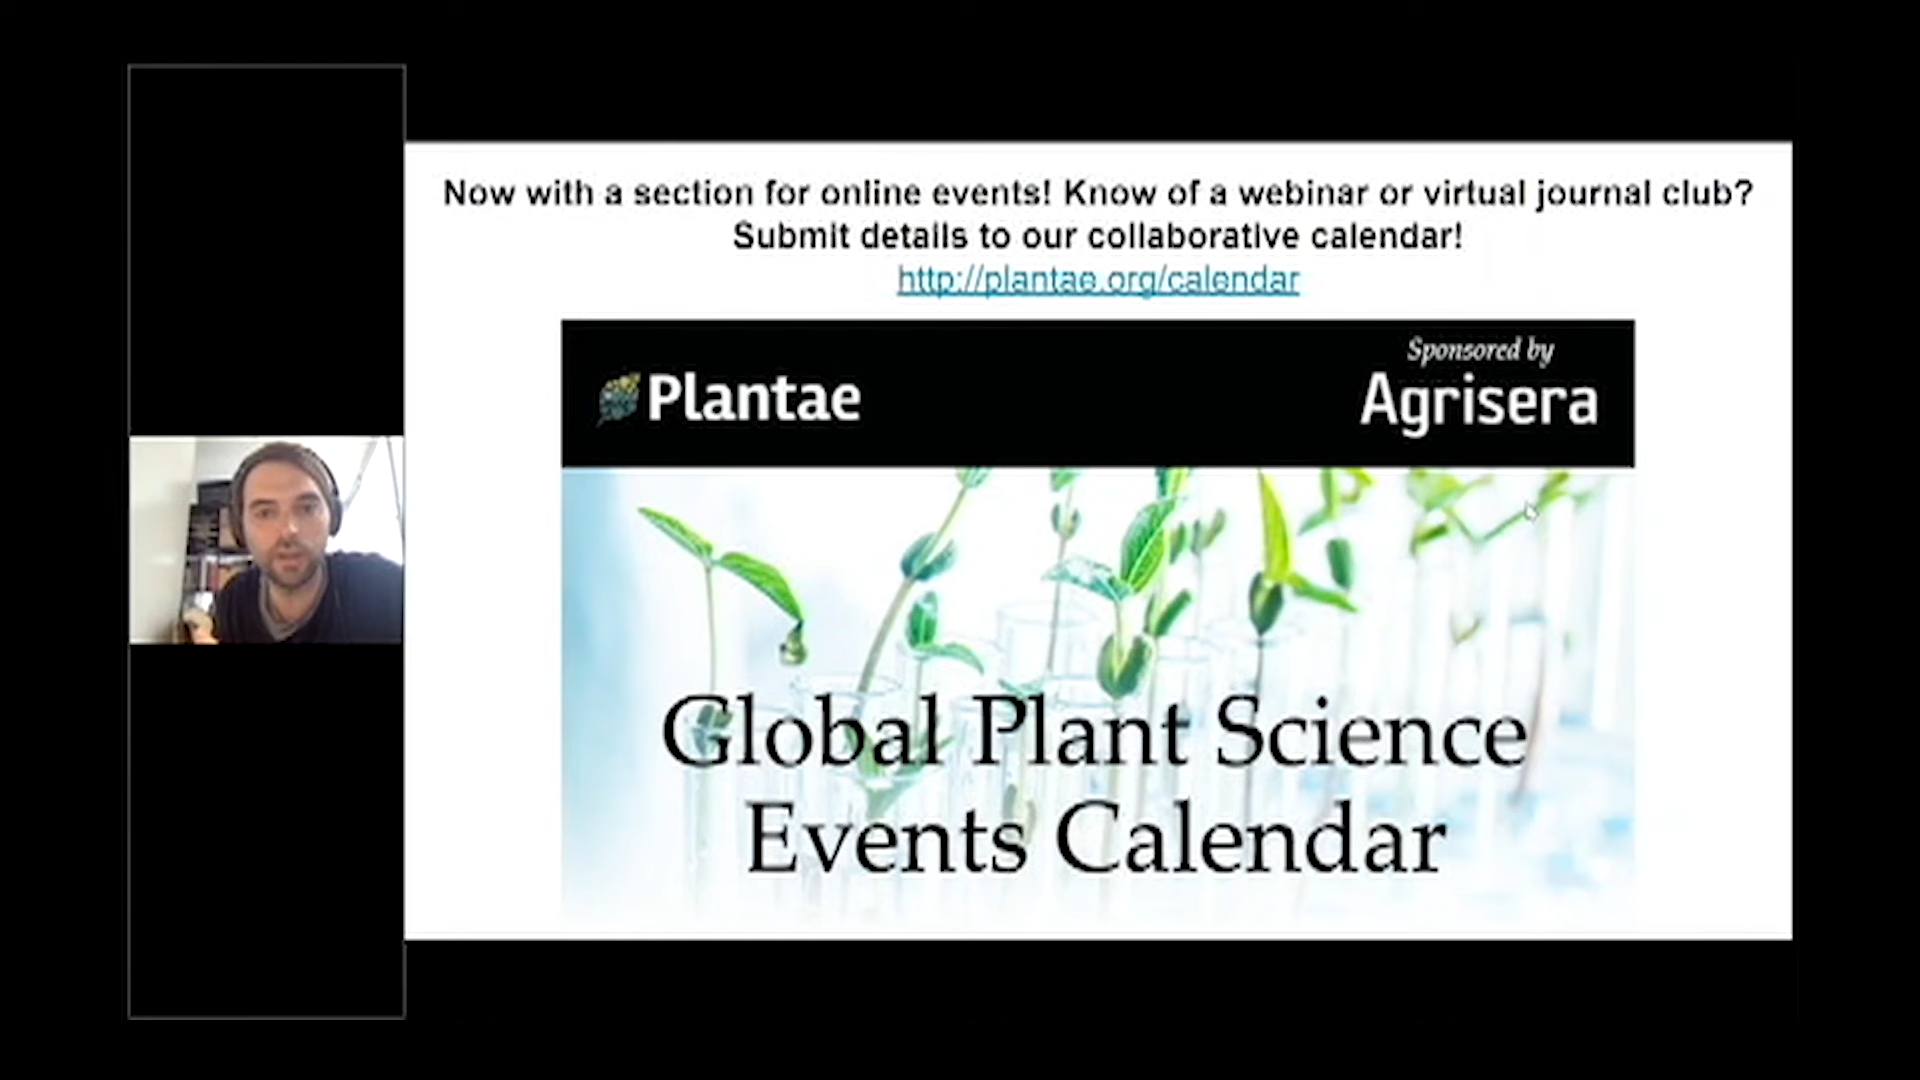 Now with a section for online events! Know of a webinar or virtual journal club?
Submit details to our collaborative calendar!
http://plantae.org/calendar
Plantae
Sponsored by
Agrisera
Global Plant Science
Events Calendar